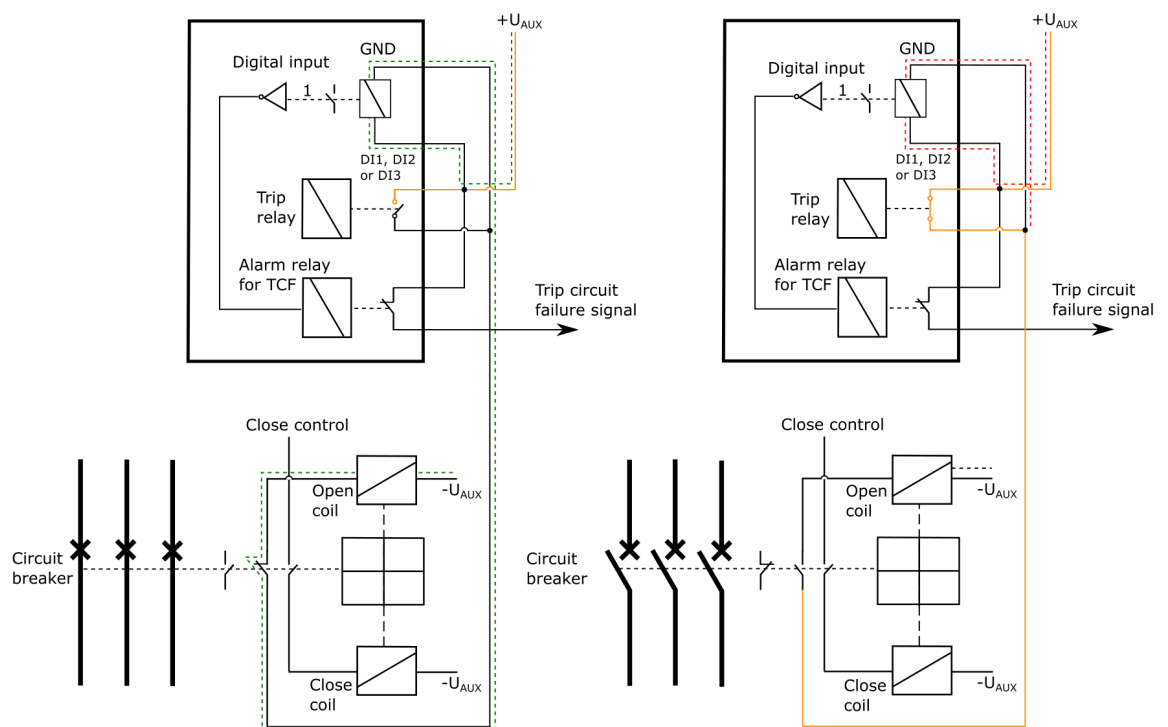 +UAUX
GND
Digital input
1
DI1, DI2
or DI3
Trip
relay
Alarm relay
for TCF
Trip circuit
failure signal
Close control
Open
coil
-UAUX
Circuit
breaker
Close
coil
-UAUX
+UAUX
GND
Digital input
1
DI1, DI2
or DI3
Trip
relay
Alarm relay
for TCF
Trip circuit
failure signal
Close control
Open
coil
-UAUX
Circuit
breaker
Close
coil
-UAUX